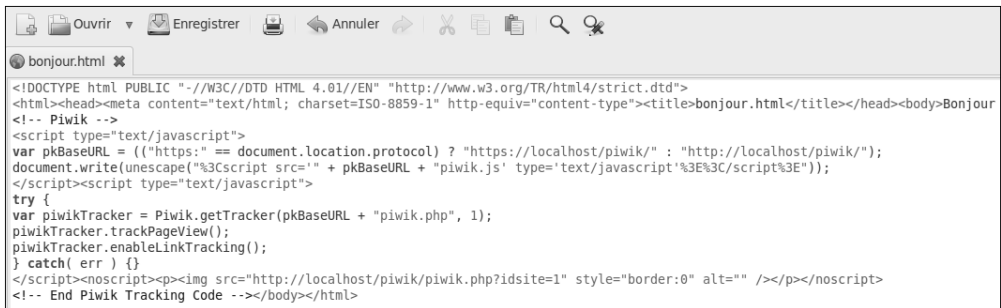 Ouvrir Enregistrer Annuler
bonjour.html
<!DOCTYPE html PUBLIC "-//W3C//DTD HTML 4.01//EN" "http://www.w3.org/TR/html4/strict.dtd">
<html><head><meta content="text/html; charset=ISO-8859-1" http-equiv="content-type"><title>bonjour.html</title></head><body>Bonjour
<!-- Piwik -->
<script type="text/javascript">
var pkBaseURL = (("https:" == document.location.protocol) ? "https://localhost/piwik/" : "http://localhost/piwik/");
document.write(unescape("%3Cscript src='" + pkBaseURL + "piwik.js' type='text/javascript'%3E%3C/script%3E"));
</script><script type="text/javascript">
try {
var piwikTracker = Piwik.getTracker(pkBaseURL + "piwik.php", 1);
piwikTracker.trackPageView();
piwikTracker.enableLinkTracking();
} catch( err ) {}
</script><noscript><p><img src="http://localhost/piwik/piwik.php?idsite=1" style="border:0" alt="" /></p></noscript>
<!-- End Piwik Tracking Code --></body></html>